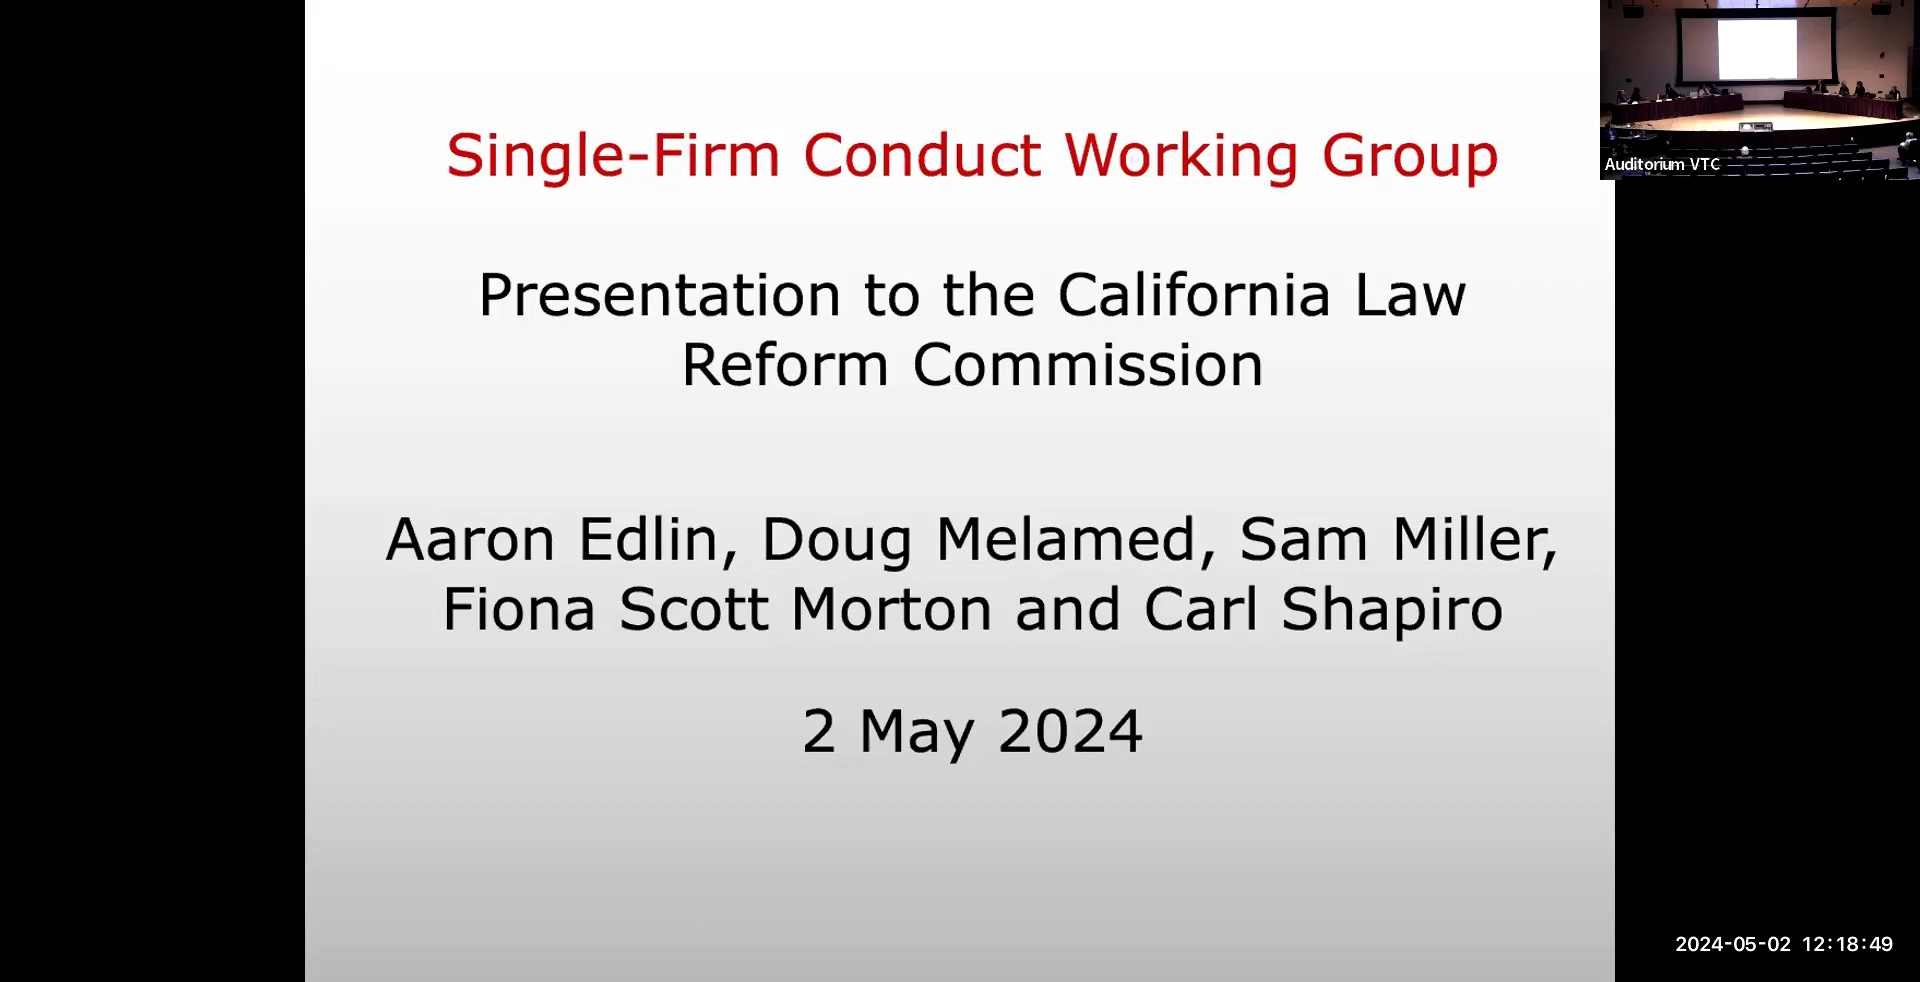 Single-Firm Conduct Working Group
Presentation to the California Law
Reform Commission
Aaron Edlin, Doug Melamed, Sam Miller,
Fiona Scott Morton and Carl Shapiro
2 May 2024
Auditorium VTC
2024-05-02 12:18:49